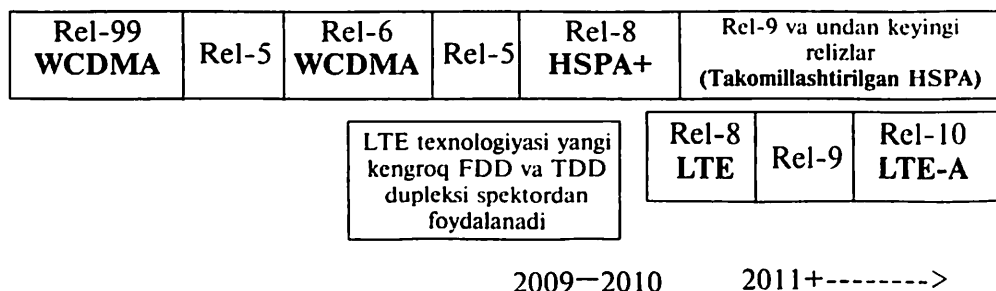 Rel-99
WCDMA
Rel-5
Rel-6
WCDMA
Rel-5
Rel-8
HSPA+
Rel-9 va undan keyingi
relizlar
(Takomillashtirilgan HSPA)
LTE texnologiyasi yangi
kengroq FDD va TDD
dupleksi spektordan
foydalanadi
Rel-8
LTE
Rel-9
Rel-10
LTE-A
2009—2010
2011+-------->